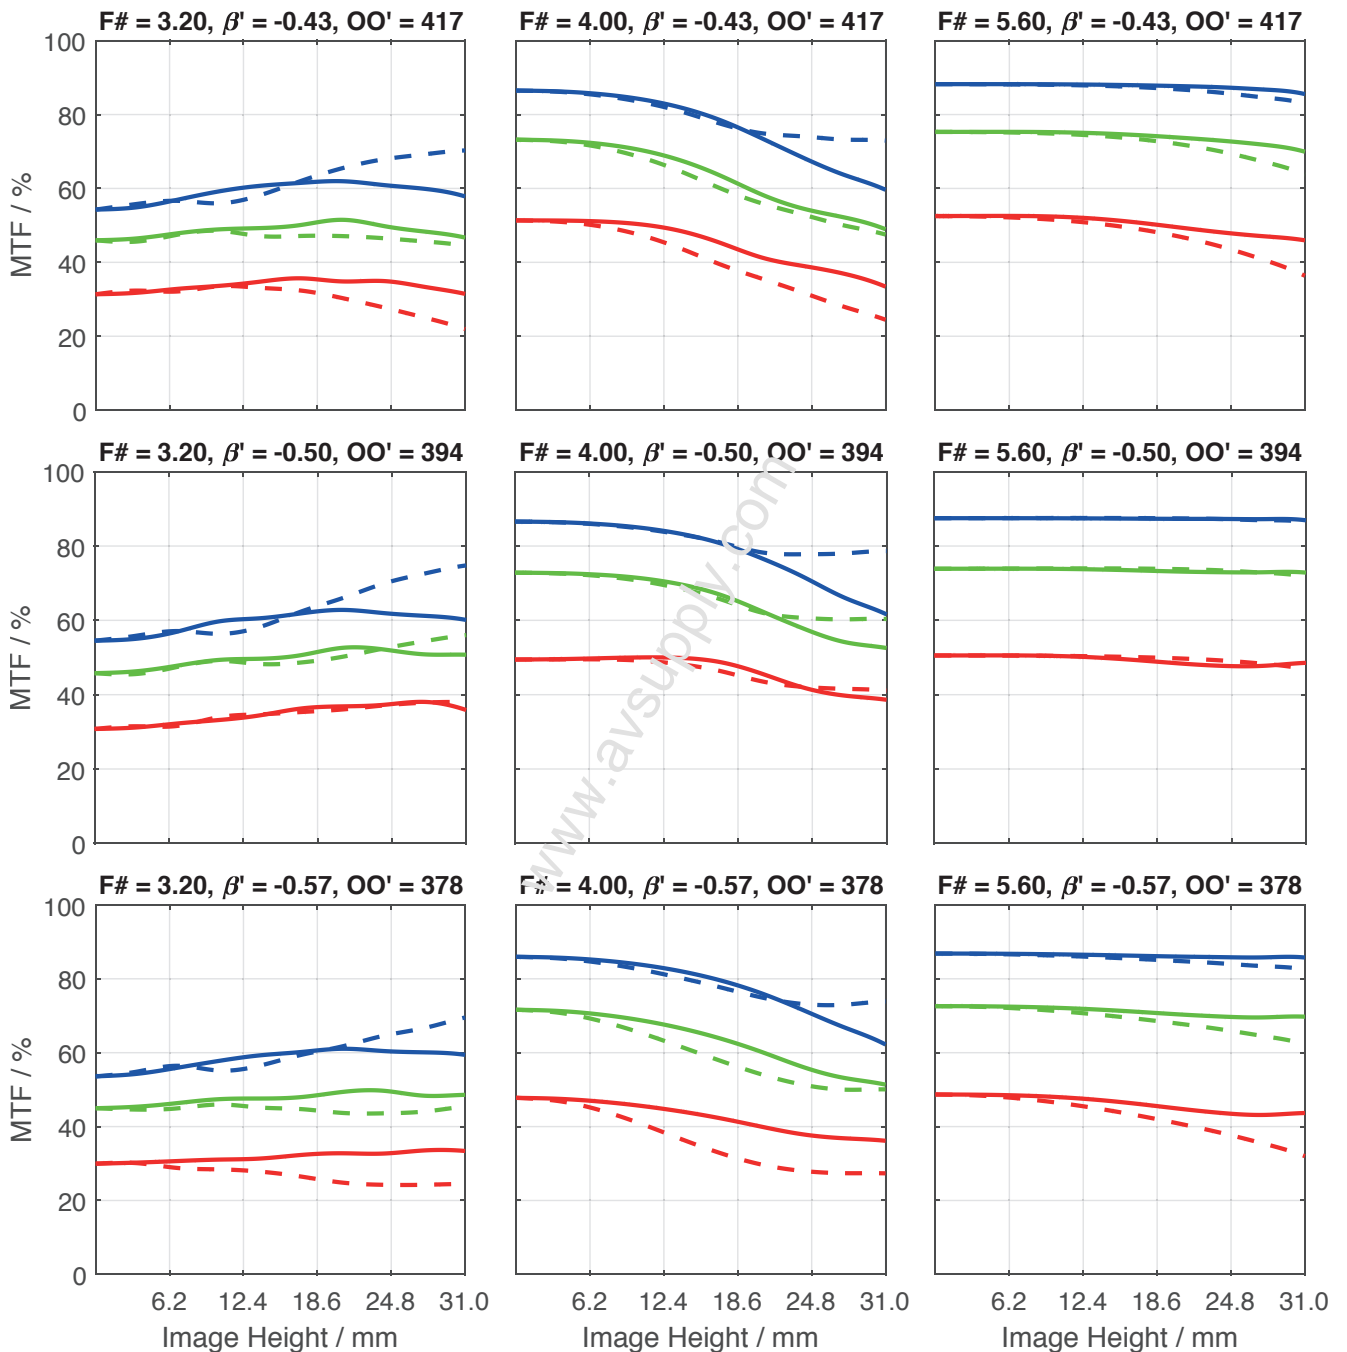 F# = 3.20, β' = -0.43, OO' = 417
F# = 4.00, β' = -0.43, OO' = 417
F# = 5.60, β' = -0.43, OO' = 417
100
80
60
40
20
0
MTF / %
F# = 3.20, β' = -0.50, OO' = 394
F# = 4.00, β' = -0.50, OO' = 394
F# = 5.60, β' = -0.50, OO' = 394
100
80
60
40
20
0
MTF / %
www.avsupply.com
F# = 3.20, β' = -0.57, OO' = 378
F# = 4.00, β' = -0.57, OO' = 378
F# = 5.60, β' = -0.57, OO' = 378
100
80
60
40
20
0
MTF / %
6.2 12.4 18.6 24.8 31.0
6.2 12.4 18.6 24.8 31.0
6.2 12.4 18.6 24.8 31.0
Image Height / mm
Image Height / mm
Image Height / mm